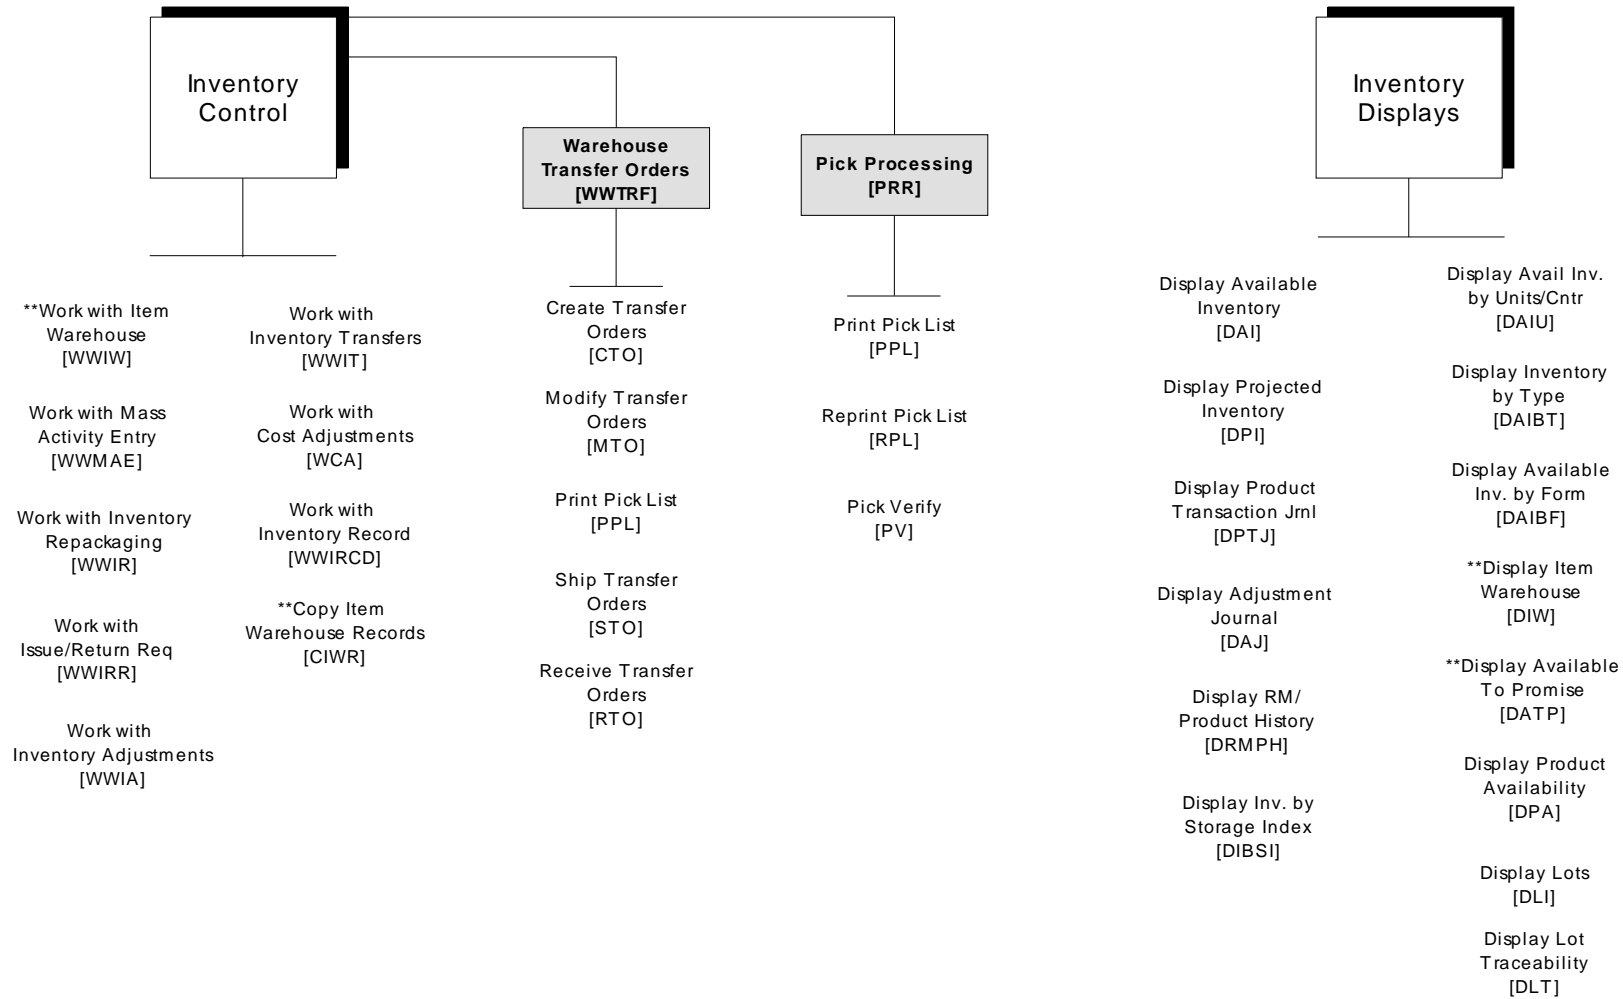 Inventory
Control
Warehouse
Transfer Orders
[WWTRF]
Pick Processing
[PRR]
Inventory
Displays
**Work with Item
Warehouse
[WWIW]
Work with Mass
Activity Entry
[WWMAE]
Work with Inventory
Repackaging
[WWIR]
Work with
Issue/Return Req
[WWIRR]
Work with
Inventory Adjustments
[WWIA]
Work with
Inventory Transfers
[WWIT]
Work with
Cost Adjustments
[WCA]
Work with
Inventory Record
[WWIRCD]
**Copy Item
Warehouse Records
[CIWR]
Create Transfer
Orders
[CTO]
Modify Transfer
Orders
[MTO]
Print Pick List
[PPL]
Ship Transfer
Orders
[STO]
Receive Transfer
Orders
[RTO]
Print Pick List
[PPL]
Reprint Pick List
[RPL]
Pick Verify
[PV]
Display Available
Inventory
[DAI]
Display Projected
Inventory
[DPI]
Display Product
Transaction Jrnl
[DPTJ]
Display Adjustment
Journal
[DAJ]
Display RM/
Product History
[DRMPH]
Display Inv. by
Storage Index
[DIBSI]
Display Avail Inv.
by Units/Cntr
[DAIU]
Display Inventory
by Type
[DAIBT]
Display Available
Inv. by Form
[DAIBF]
**Display Item
Warehouse
[DIW]
**Display Available
To Promise
[DATP]
Display Product
Availability
[DPA]
Display Lots
[DLI]
Display Lot
Traceability
[DLT]